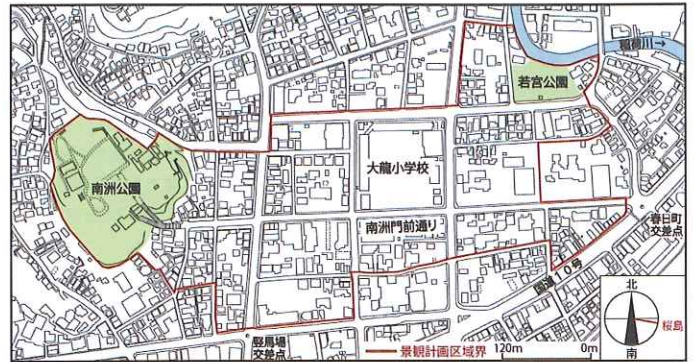 稲荷川→
若宮公園
大龍小学校
南洲公園
南洲門前通り
春日町
交差点
国道10号
北
桜島
南
竪馬場
交差点
景観計画区域界
120m 0m